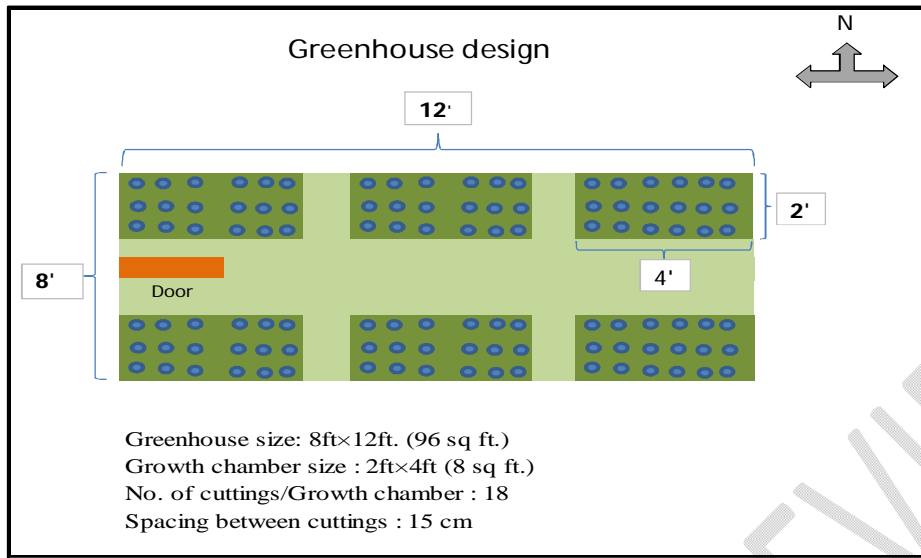 Greenhouse design
N
12'
2'
8'
4'
Door
Greenhouse size: 8ft×12ft. (96 sq ft.)
Growth chamber size : 2ft×4ft (8 sq ft.)
No. of cuttings/Growth chamber : 18
Spacing between cuttings : 15 cm